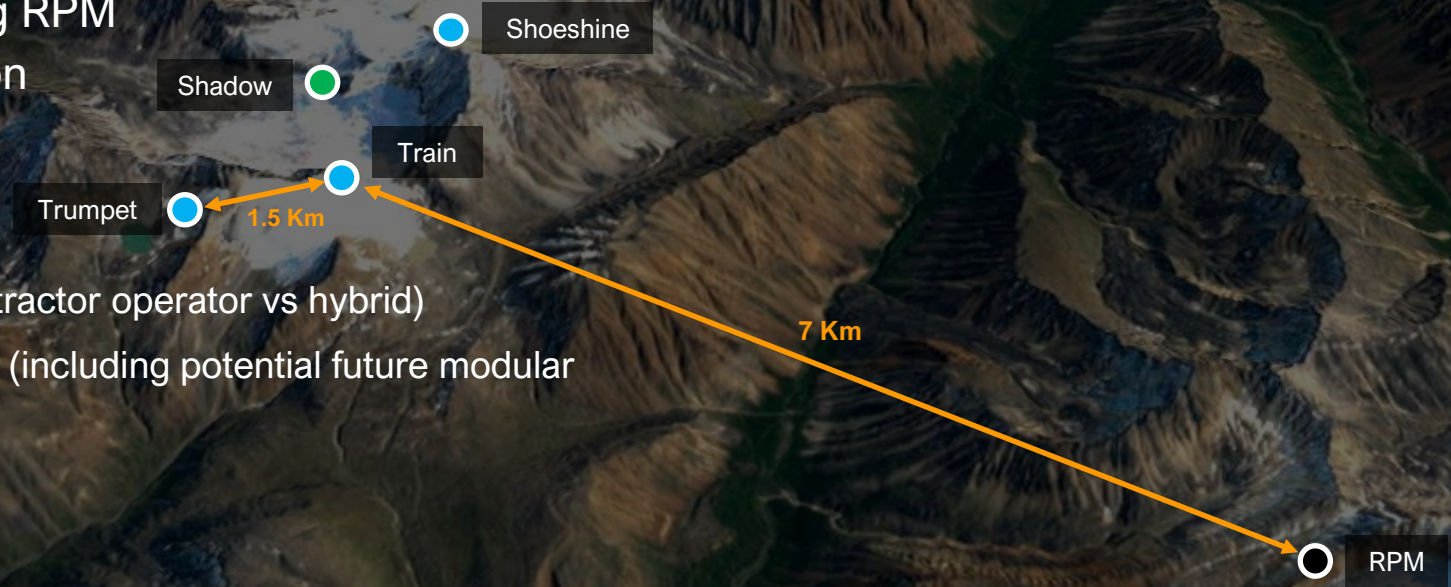 g RPM
on
Shoeshine
Shadow
Train
Trumpet
1.5 Km
tractor operator vs hybrid)
7 Km
(including potential future modular
RPM